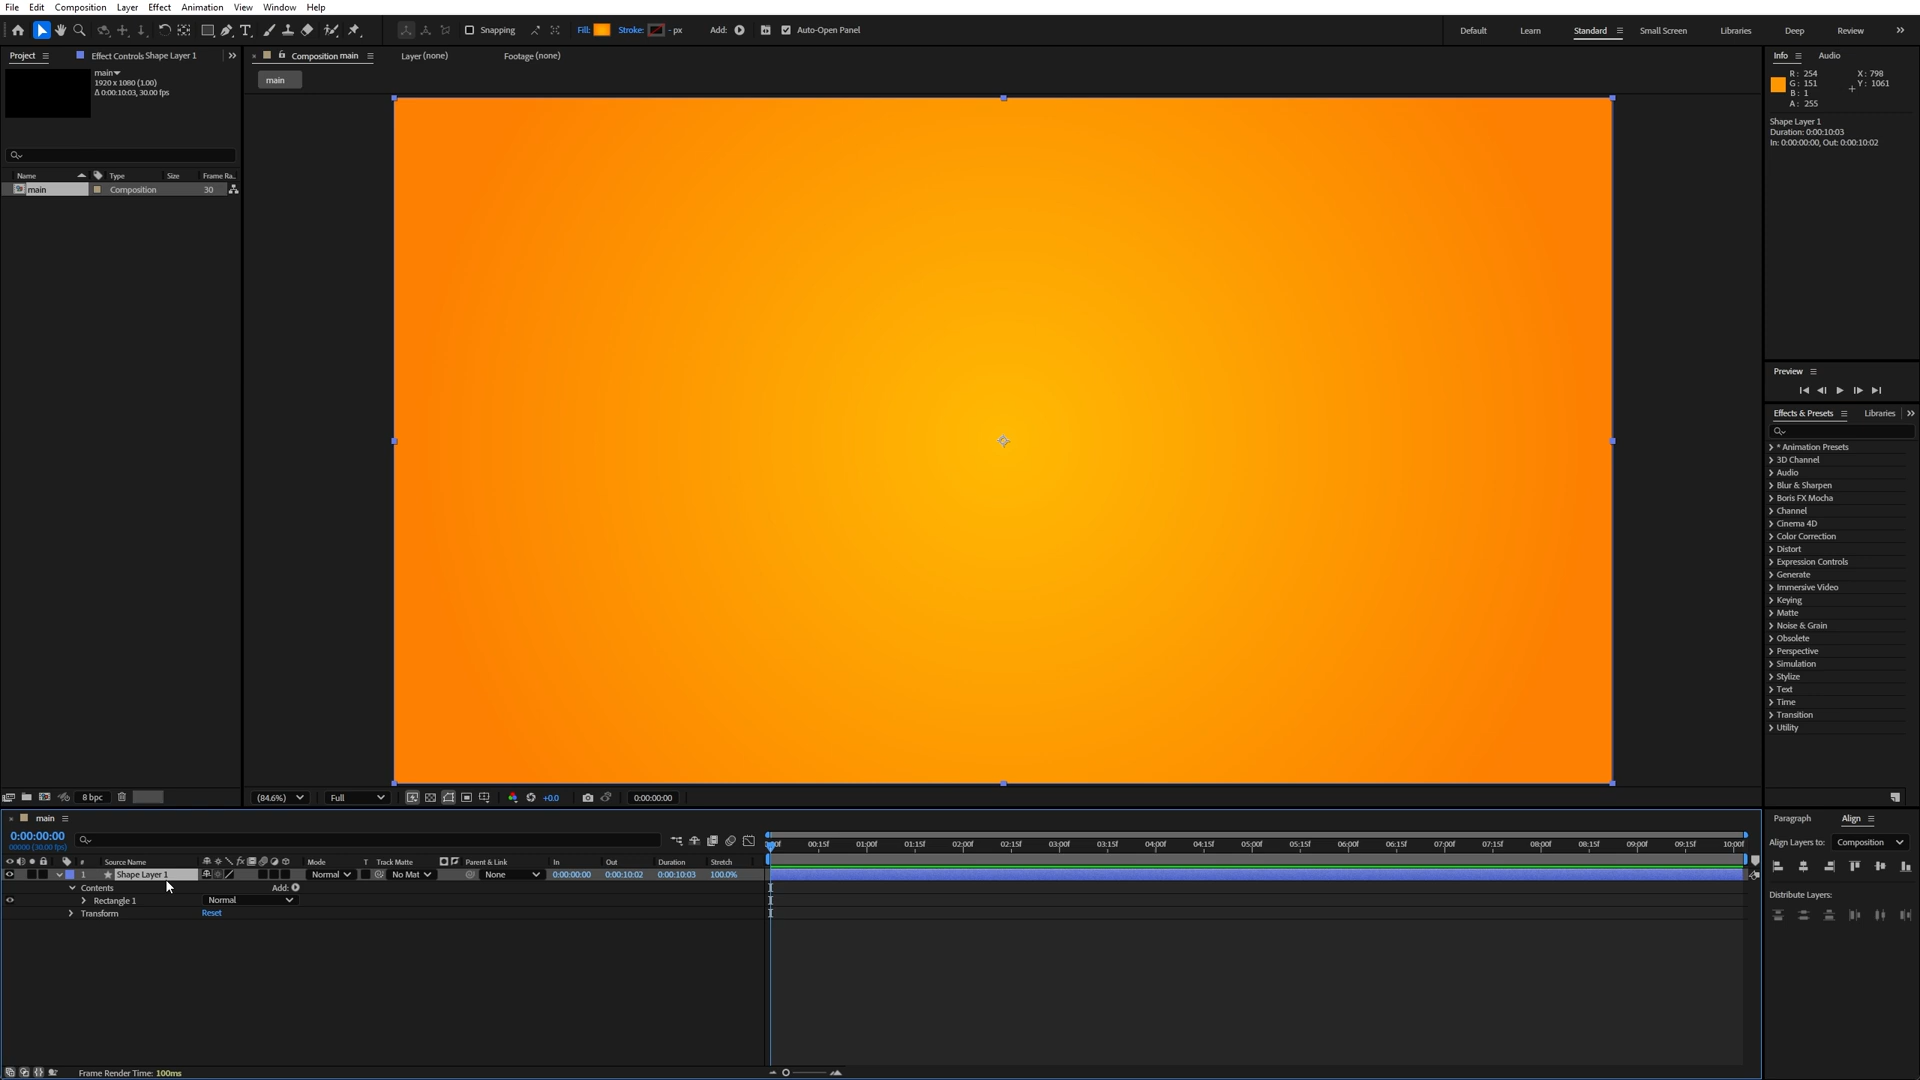 File Edit Composition Layer Effect Animation View Window Help
Snapping Fill: Stroke: - px Add: Auto-Open Panel Default Learn Standard Small Screen Libraries Deep Review
Project Effect Controls Shape Layer 1
main
1920 x 1080 (1.00)
Δ 0:00:10:03, 30.00 fps
Name Type Size Frame Ra..
main Composition 30
8 bpc
Composition main Layer (none) Footage (none)
main
(84.6%) Full +0.0 0:00:00:00
Info Audio
R: 254 X: 798
G: 151 Y: 1061
B: 1
A: 255
Shape Layer 1
Duration: 0:00:10:03
In: 0:00:00:00, Out: 0:00:10:02
Preview
Effects & Presets Libraries
* Animation Presets
3D Channel
Audio
Blur & Sharpen
Boris FX Mocha
Channel
Cinema 4D
Color Correction
Distort
Expression Controls
Generate
Immersive Video
Keying
Matte
Noise & Grain
Obsolete
Perspective
Simulation
Stylize
Text
Time
Transition
Utility
Paragraph Align
Align Layers to: Composition
Distribute Layers:
main
0:00:00:00
00000 (30.00 fps)
00:15f 01:00f 01:15f 02:00f 02:15f 03:00f 03:15f 04:00f 04:15f 05:00f 05:15f 06:00f 06:15f 07:00f 07:15f 08:00f 08:15f 09:00f 09:15f 10:00f
# Source Name fx Mode T Track Matte Parent & Link In Out Duration Stretch
1 Shape Layer 1 Normal No Mat None 0:00:00:00 0:00:10:02 0:00:10:03 100.0%
Contents Add:
Rectangle 1 Normal
Transform Reset
Frame Render Time: 100ms